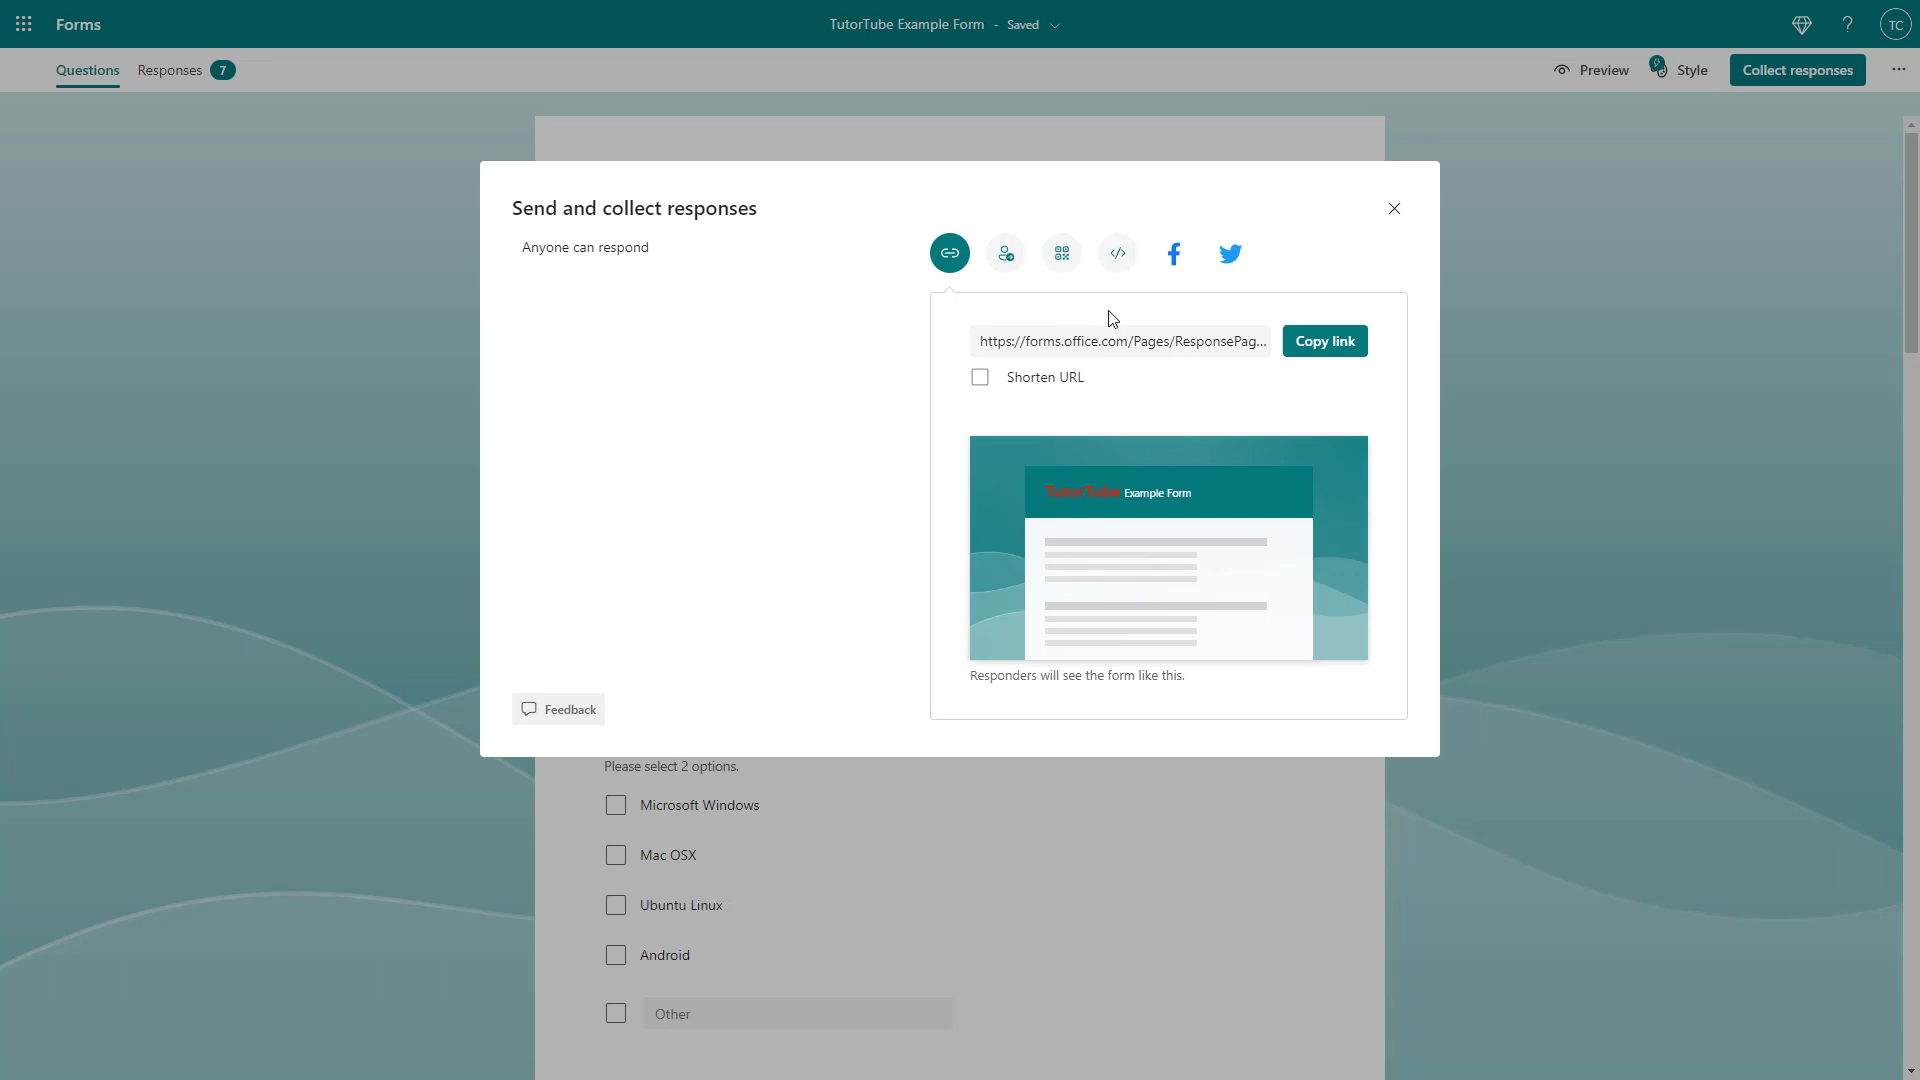 Forms
TutorTube Example Form - Saved
?
TC
Questions
Responses 7
Preview
Style
Collect responses
...
Send and collect responses
Anyone can respond
https://forms.office.com/Pages/ResponsePag...
Copy link
Shorten URL
TutorTube Example Form
Responders will see the form like this.
Feedback
Please select 2 options.
Microsoft Windows
Mac OSX
Ubuntu Linux
Android
Other